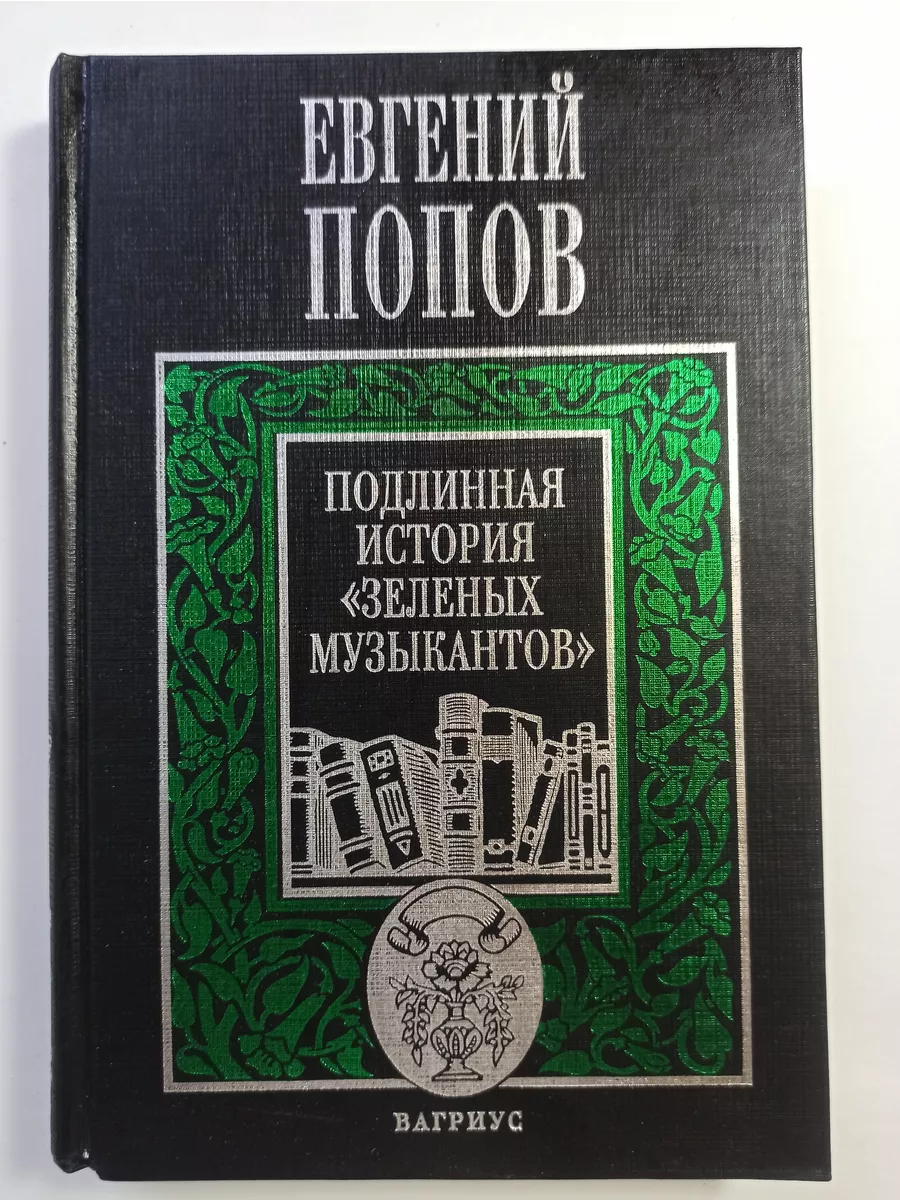 ЕВГЕНИЙ
ПОПОВ
ПОДЛИННАЯ
ИСТОРИЯ
«ЗЕЛЕНЫХ
МУЗЫКАНТОВ»
ВАГРИУС